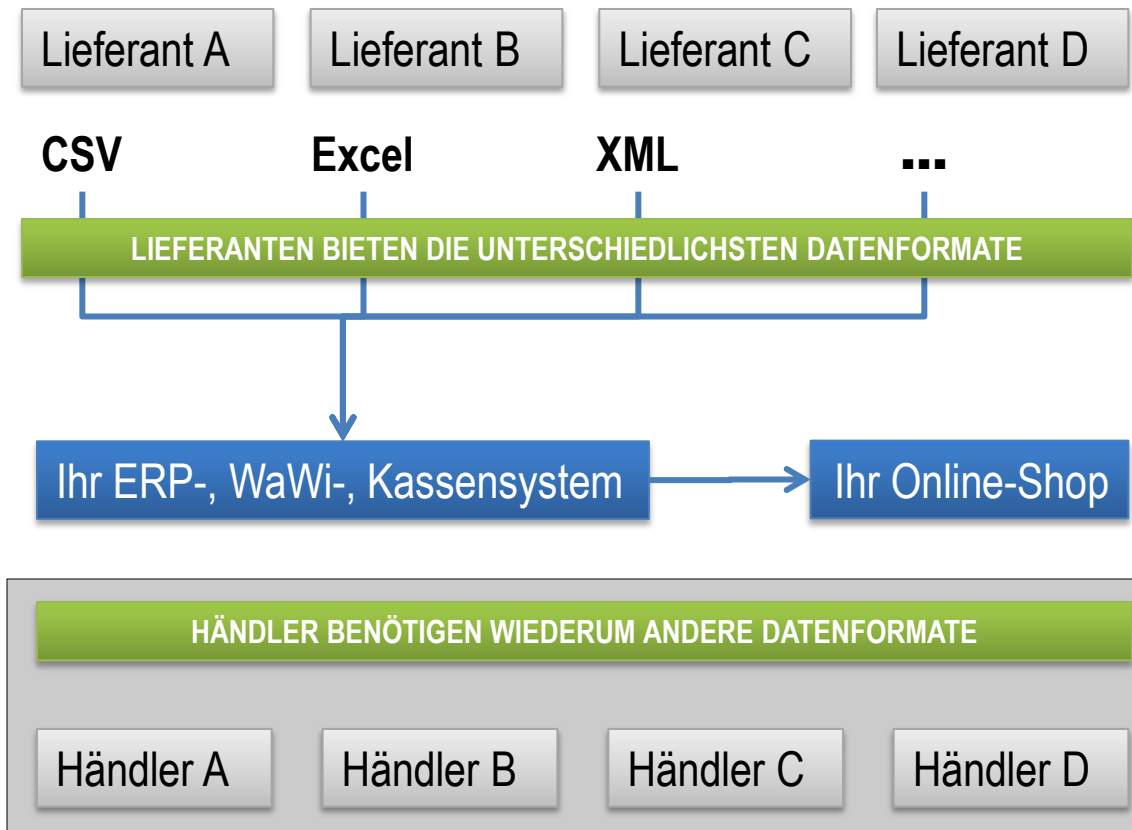 Lieferant A
Lieferant B
Lieferant C
Lieferant D
CSV
Excel
XML
...
LIEFERANTEN BIETEN DIE UNTERSCHIEDLICHSTEN DATENFORMATE
Ihr ERP-, WaWi-, Kassensystem
Ihr Online-Shop
HÄNDLER BENÖTIGEN WIEDERUM ANDERE DATENFORMATE
Händler A
Händler B
Händler C
Händler D